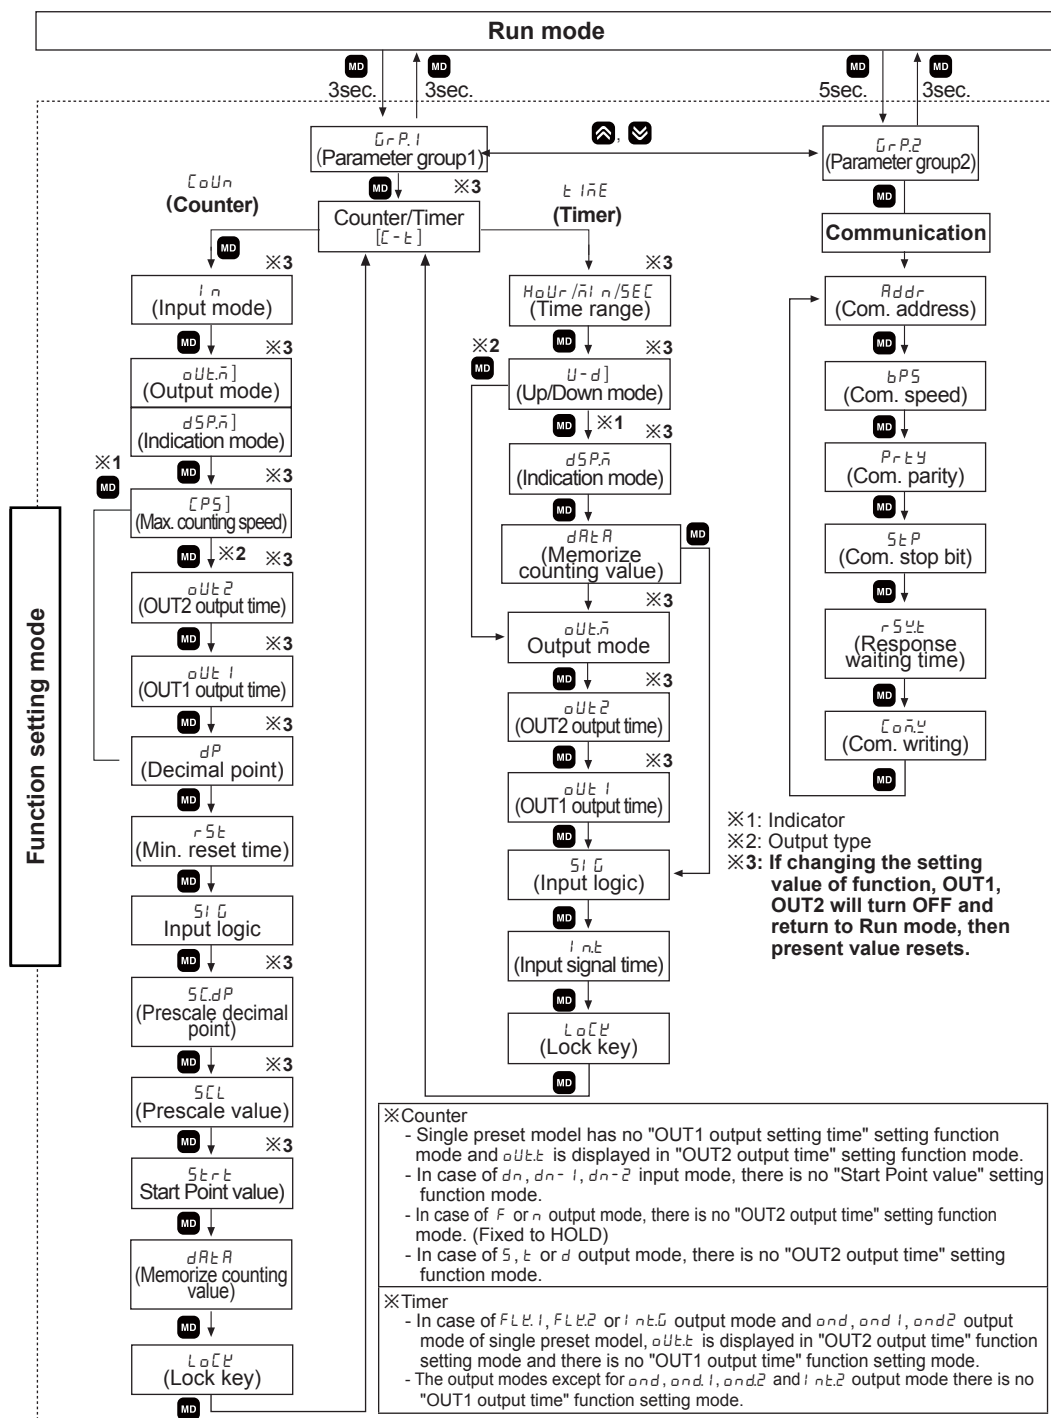 Run mode
MD MD MD MD
3sec. 3sec. 5sec. 3sec.
GrP.1
(Parameter group1)
GrP.2
(Parameter group2)
MD ※3
MD
Counter/Timer
[C-t]
CoUn
(Counter)
tIME
(Timer)
Communication
Function setting mode
MD
※3
In
(Input mode)
MD ※3
oUt.M]
(Output mode)
dSP.M]
(Indication mode)
※1
MD
MD ※3
CPS]
(Max. counting speed)
MD ※2 ※3
oUt2
(OUT2 output time)
MD ※3
oUt1
(OUT1 output time)
MD ※3
dP
(Decimal point)
MD
rSt
(Min. reset time)
MD
SIG
Input logic
MD ※3
SC.dP
(Prescale decimal
point)
MD ※3
SCL
(Prescale value)
MD ※3
Strt
Start Point value)
MD
dAtA
(Memorize counting
value)
MD
LoCK
(Lock key)
MD
※3
HoUr/MIn/SEC
(Time range)
※2
MD
MD ※3
U-d]
(Up/Down mode)
MD ※1 ※3
dSP.M
(Indication mode)
MD
dAtA
(Memorize
counting value)
MD
※3
oUt.M
Output mode
MD ※3
oUt2
(OUT2 output time)
MD ※3
oUt1
(OUT1 output time)
MD
SIG
(Input logic)
MD
In.t
(Input signal time)
MD
LoCK
(Lock key)
MD
Addr
(Com. address)
MD
bPS
(Com. speed)
MD
PrtY
(Com. parity)
MD
StP
(Com. stop bit)
MD
rSY.t
(Response
waiting time)
MD
CoM.Y
(Com. writing)
MD
※1: Indicator
※2: Output type
※3: If changing the setting
value of function, OUT1,
OUT2 will turn OFF and
return to Run mode, then
present value resets.
※Counter
- Single preset model has no "OUT1 output setting time" setting function
mode and oUt.t is displayed in "OUT2 output time" setting function mode.
- In case of dn, dn-1, dn-2 input mode, there is no "Start Point value" setting
function mode.
- In case of F or n output mode, there is no "OUT2 output time" setting function
mode. (Fixed to HOLD)
- In case of S, t or d output mode, there is no "OUT2 output time" setting
function mode.
※Timer
- In case of FLK.1, FLK.2 or Int.G output mode and ond, ond1, ond2 output
mode of single preset model, oUt.t is displayed in "OUT2 output time" function
setting mode and there is no "OUT1 output time" function setting mode.
- The output modes except for ond, ond.1, ond.2 and Int.2 output mode there is no
"OUT1 output time" function setting mode.